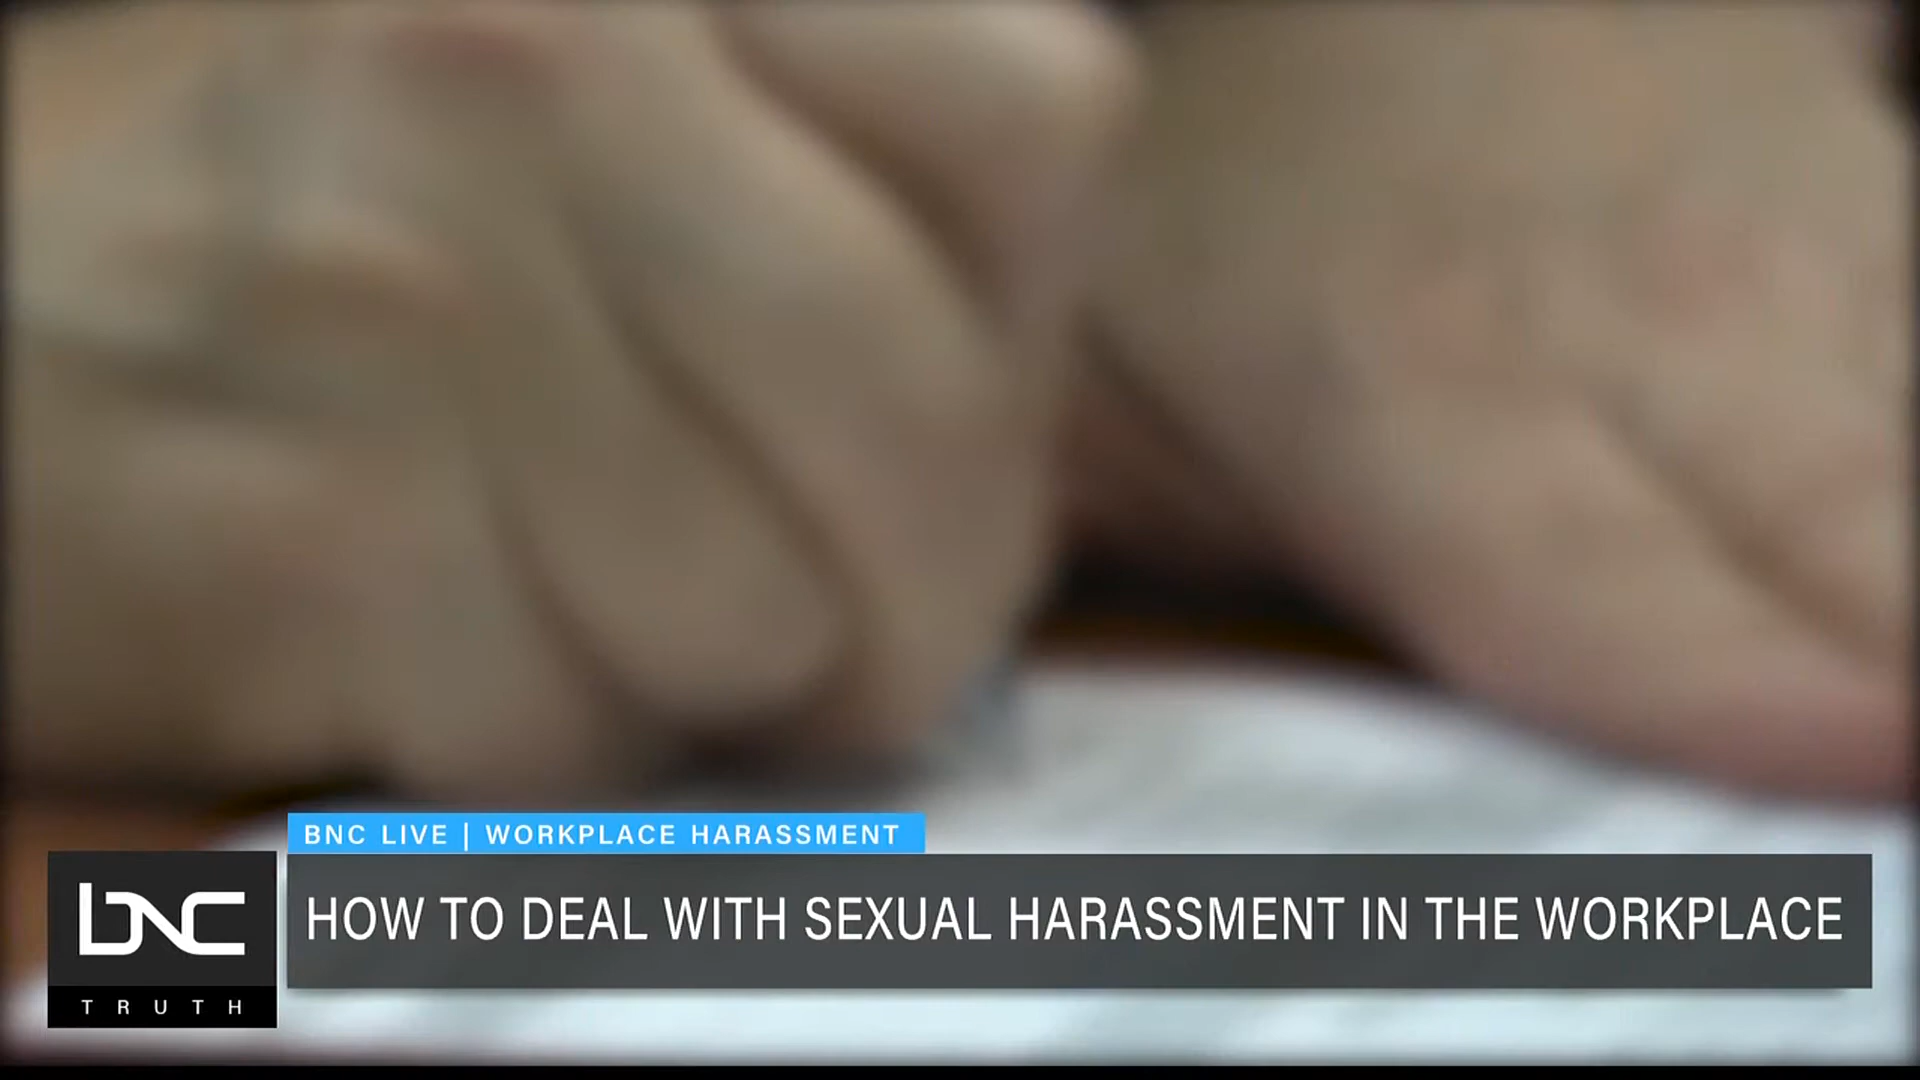 BNC LIVE | WORKPLACE HARASSMENT
HOW TO DEAL WITH SEXUAL HARASSMENT IN THE WORKPLACE
bnc
TRUTH